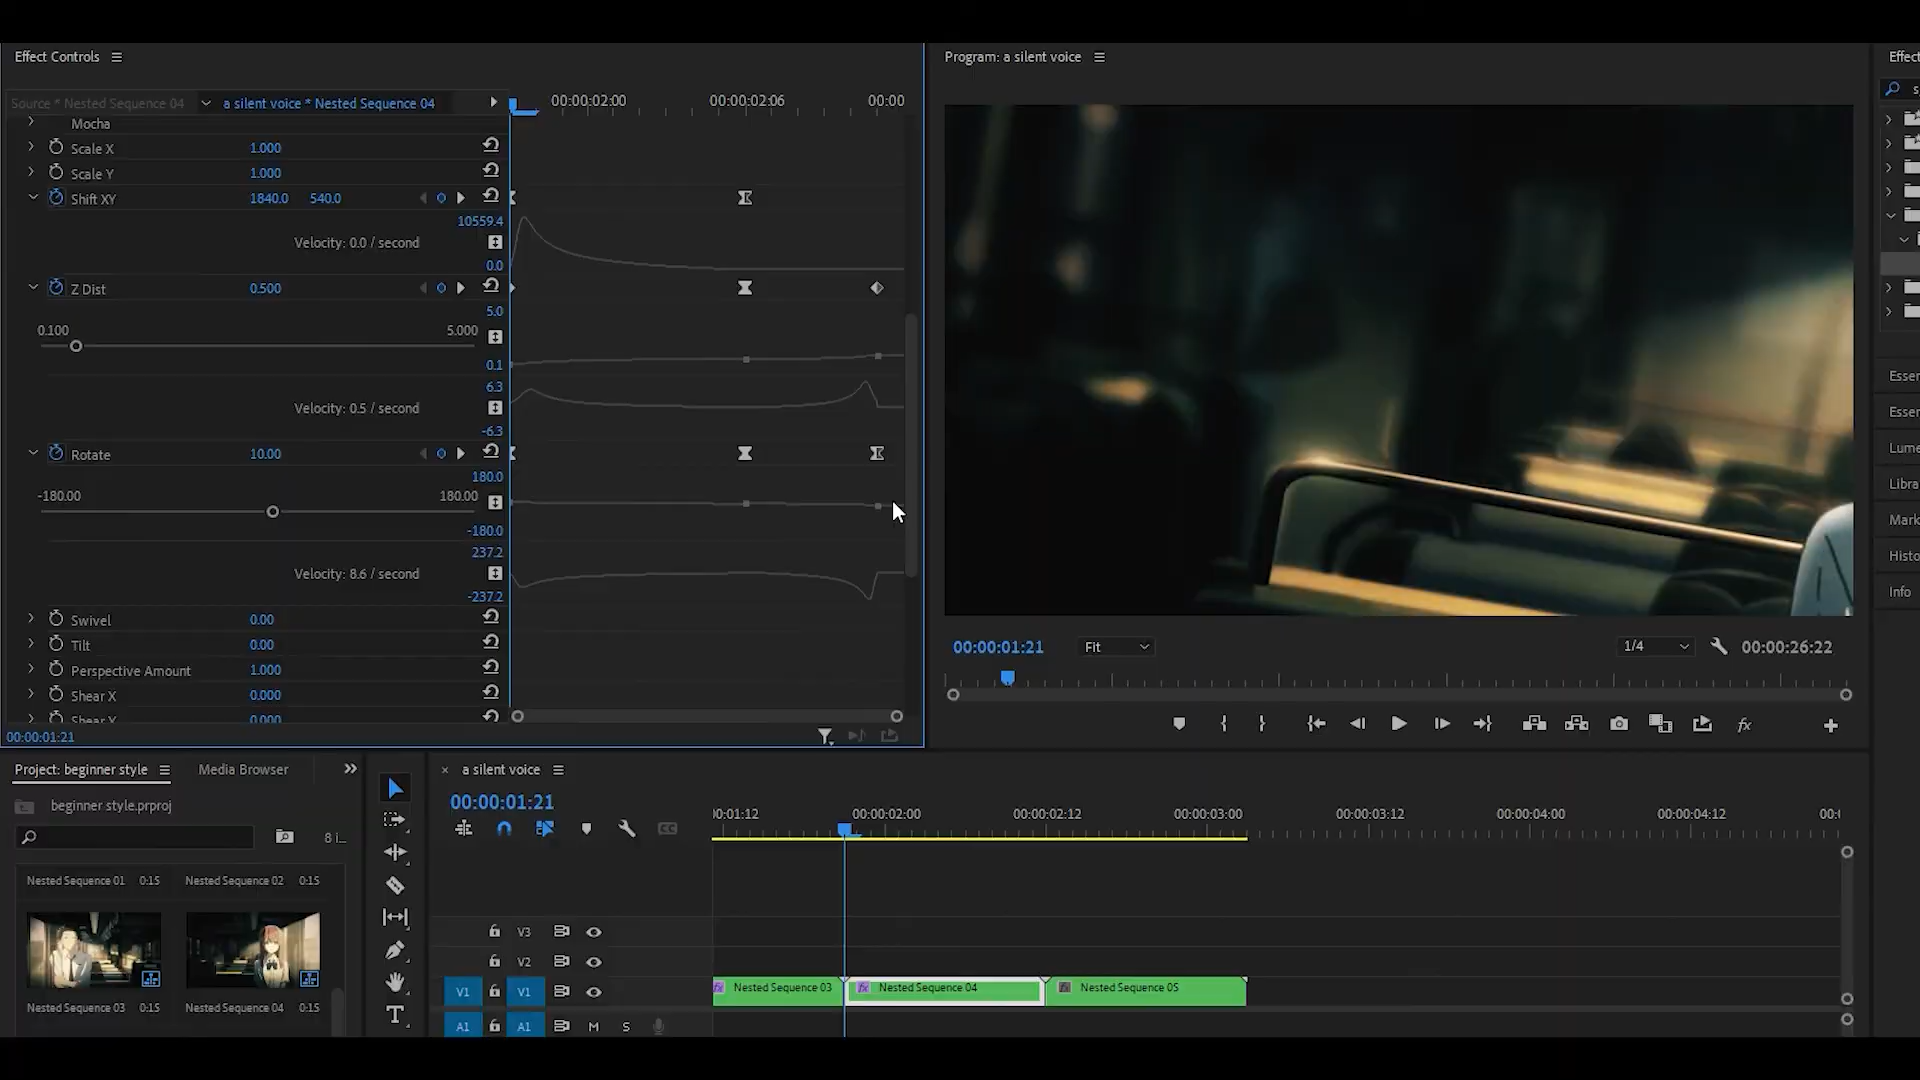 Effect Controls
Program: a silent voice
Effect
Source * Nested Sequence 04
a silent voice * Nested Sequence 04
00:00:02:00
00:00:02:06
00:00
Mocha
Scale X
1.000
Scale Y
1.000
Shift XY
1840.0
540.0
10559.4
Velocity: 0.0 / second
0.0
Z Dist
0.500
5.0
0.100
5.000
0.1
6.3
Velocity: 0.5 / second
-6.3
Rotate
10.00
180.0
-180.00
180.00
-180.0
237.2
Velocity: 8.6 / second
-237.2
Swivel
0.00
Tilt
0.00
Perspective Amount
1.000
Shear X
0.000
Shear Y
0.000
00:00:01:21
s
Esser
Esser
Lume
Libra
Mark
Histo
Info
00:00:01:21
Fit
1/4
00:00:26:22
fx
Project: beginner style
Media Browser
beginner style.prproj
8 i...
Nested Sequence 01
0:15
Nested Sequence 02
0:15
Nested Sequence 03
0:15
Nested Sequence 04
0:15
T
× a silent voice
00:00:01:21
CC
00:00:02:00
00:00:02:12
00:00:03:00
00:00:03:12
00:00:04:00
00:00:04:12
V3
V2
V1
V1
fx Nested Sequence 03
fx Nested Sequence 04
fx Nested Sequence 05
A1
A1
M
S